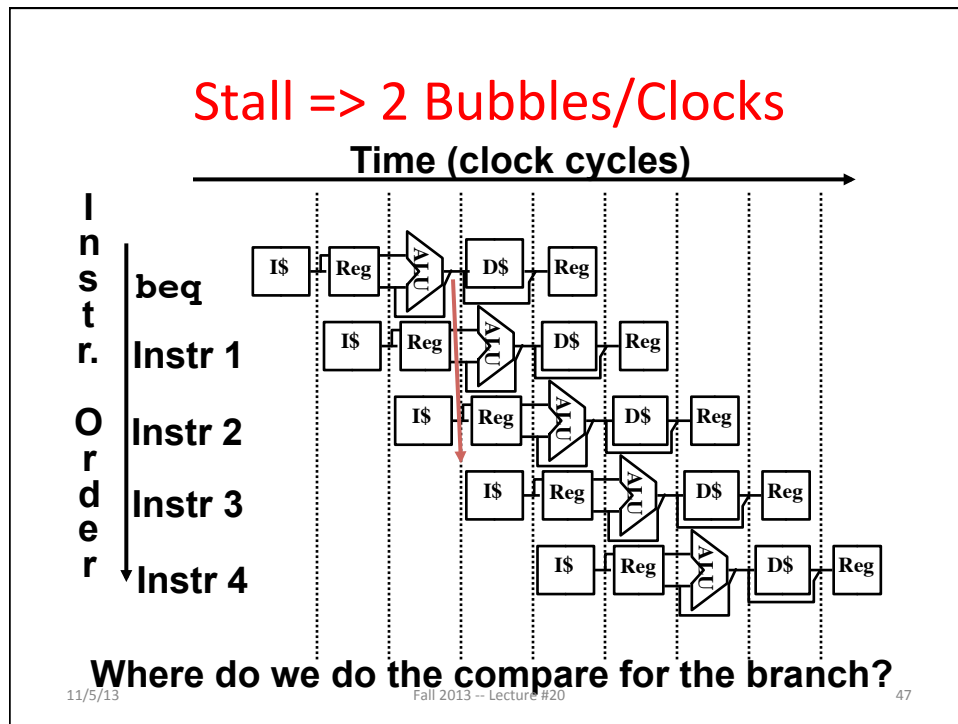 Stall => 2 Bubbles/Clocks
Time (clock cycles)
Instr. Order
I$ Reg ALU D$ Reg
beq
I$ Reg ALU D$ Reg
Instr 1
I$ Reg ALU D$ Reg
Instr 2
I$ Reg ALU D$ Reg
Instr 3
I$ Reg ALU D$ Reg
Instr 4
Where do we do the compare for the branch?
11/5/13 Fall 2013 -- Lecture #20 47